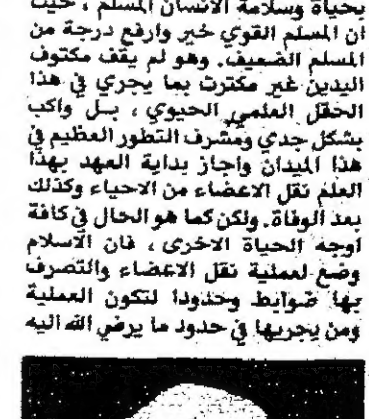 بحياة وسلامة الانسان المسلم ، حيث
ان المسلم القوي خير وارفع درجة من
المسلم الضعيف. وهو لم يقف مكتوف
اليدين غير مكترث بما يجري في هذا
الحقل العلمي الحيوي ، بل واكب
بشكل جدي ومشرف التطور العظيم في
هذا الميدان واجاز بداية العهد بهذا
العلم نقل الاعضاء من الاحياء وكذلك
بعد الوفاة. ولكن كما هو الحال في كافة
اوجه الحياة الاخرى ، فان الاسلام
وضع لعملية نقل الاعضاء والتصرف
بها ضوابط وحدودا لتكون العملية
ومن يجريها في حدود ما يرضي الله اليه